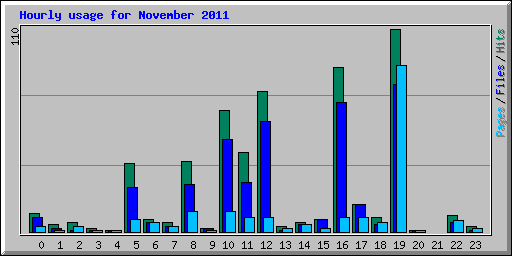 Hourly usage for November 2011
110
Pages/Files/Hits
0 1 2 3 4 5 6 7 8 9 10 11 12 13 14 15 16 17 18 19 20 21 22 23